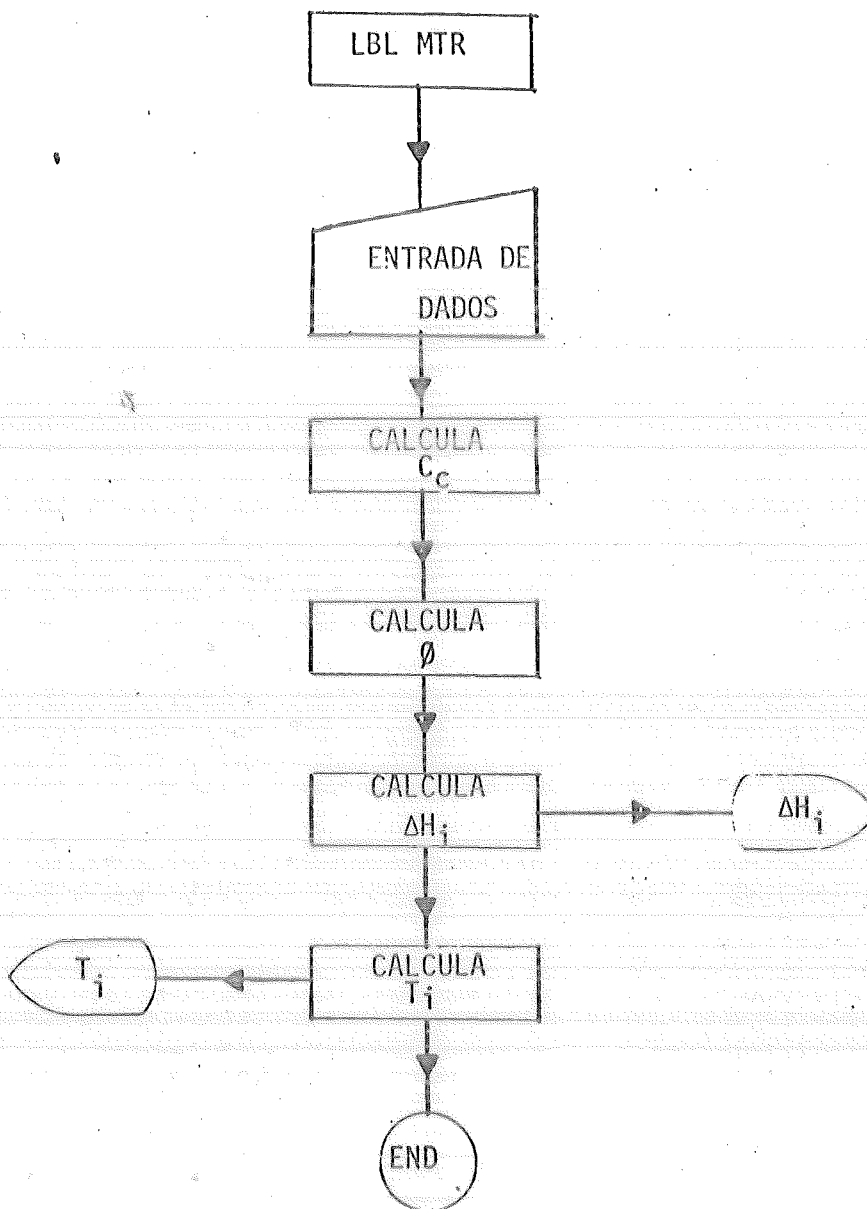 LBL MTR
ENTRADA DE
DADOS
CALCULA
C_c
CALCULA
Ø
CALCULA
ΔH_i
ΔH_i
CALCULA
T_i
T_i
END